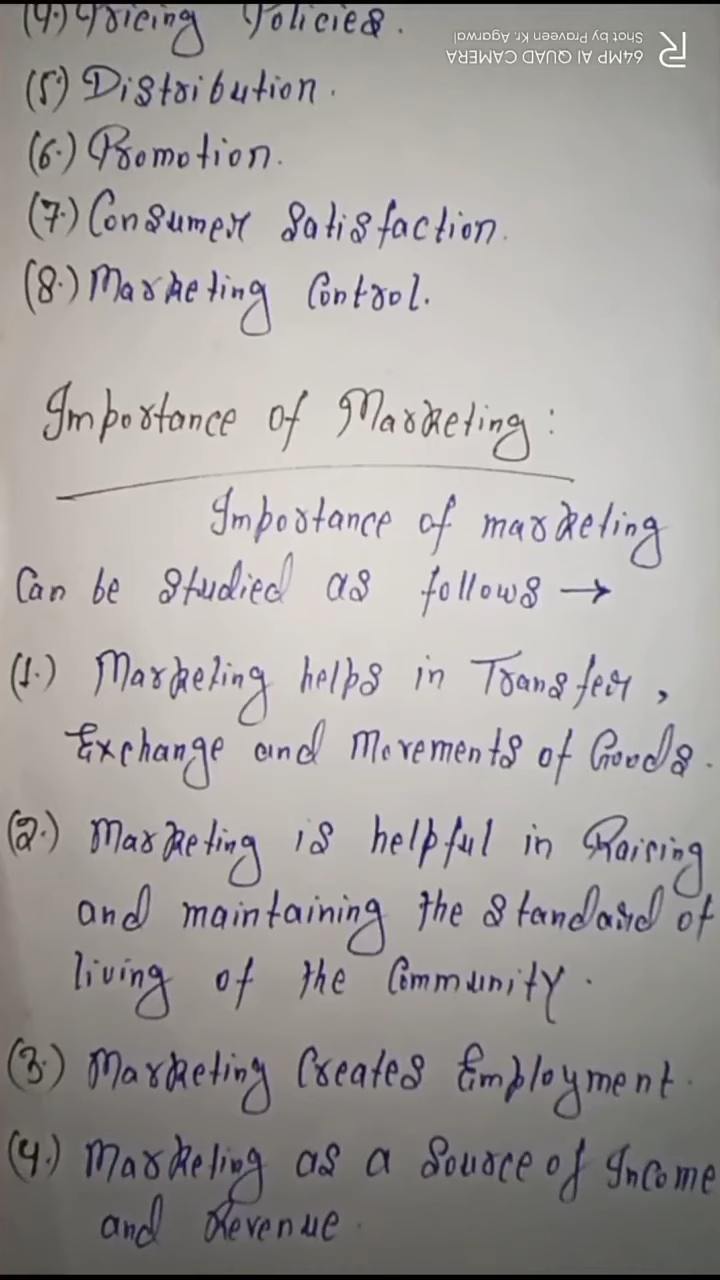 (4.) Pricing Policies.
(5.) Distribution.
(6.) Promotion.
(7.) Consumer Satisfaction.
(8.) Marketing Control.
Importance of Marketing:
Importance of marketing
Can be studied as follows →
(1.) Marketing helps in Transfer,
Exchange and Movements of Goods.
(2.) Marketing is helpful in Raising
and maintaining the standard of
living of the Community.
(3.) Marketing Creates Employment.
(4.) Marketing as a Source of Income
and Revenue.
64MP AI QUAD CAMERA
Shot by Praveen Kr. Agarwal